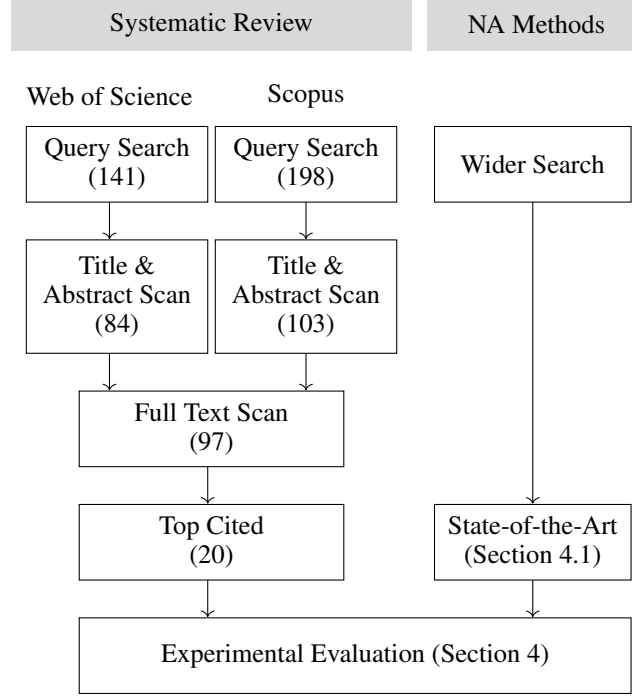 Systematic Review
NA Methods
Web of Science
Scopus
Query Search
(141)
Query Search
(198)
Wider Search
Title &
Abstract Scan
(84)
Title &
Abstract Scan
(103)
Full Text Scan
(97)
Top Cited
(20)
State-of-the-Art
(Section 4.1)
Experimental Evaluation (Section 4)